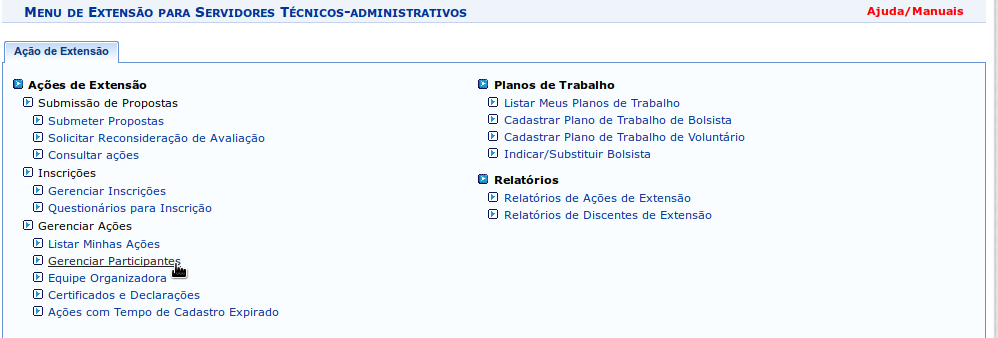 Menu de Extensão para Servidores Técnicos-administrativos
Ajuda/Manuais
Ação de Extensão
Ações de Extensão
Submissão de Propostas
Submeter Propostas
Solicitar Reconsideração de Avaliação
Consultar ações
Inscrições
Gerenciar Inscrições
Questionários para Inscrição
Gerenciar Ações
Listar Minhas Ações
Gerenciar Participantes
Equipe Organizadora
Certificados e Declarações
Ações com Tempo de Cadastro Expirado
Planos de Trabalho
Listar Meus Planos de Trabalho
Cadastrar Plano de Trabalho de Bolsista
Cadastrar Plano de Trabalho de Voluntário
Indicar/Substituir Bolsista
Relatórios
Relatórios de Ações de Extensão
Relatórios de Discentes de Extensão